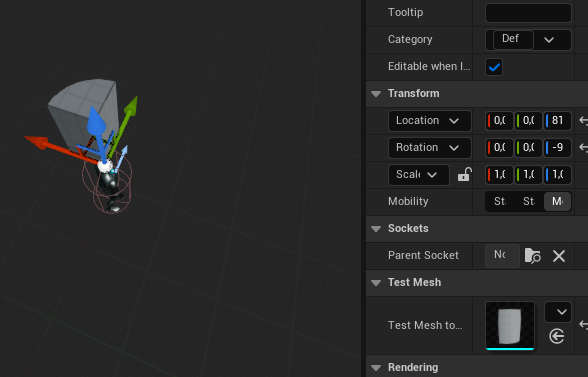 Tooltip
Category Def
Editable when I...
Transform
Location 0,0 0,0 81
Rotation 0,0 0,0 -9
Scale 1,0 1,0 1,0
Mobility St St M
Sockets
Parent Socket
Test Mesh
Test Mesh to...
Rendering